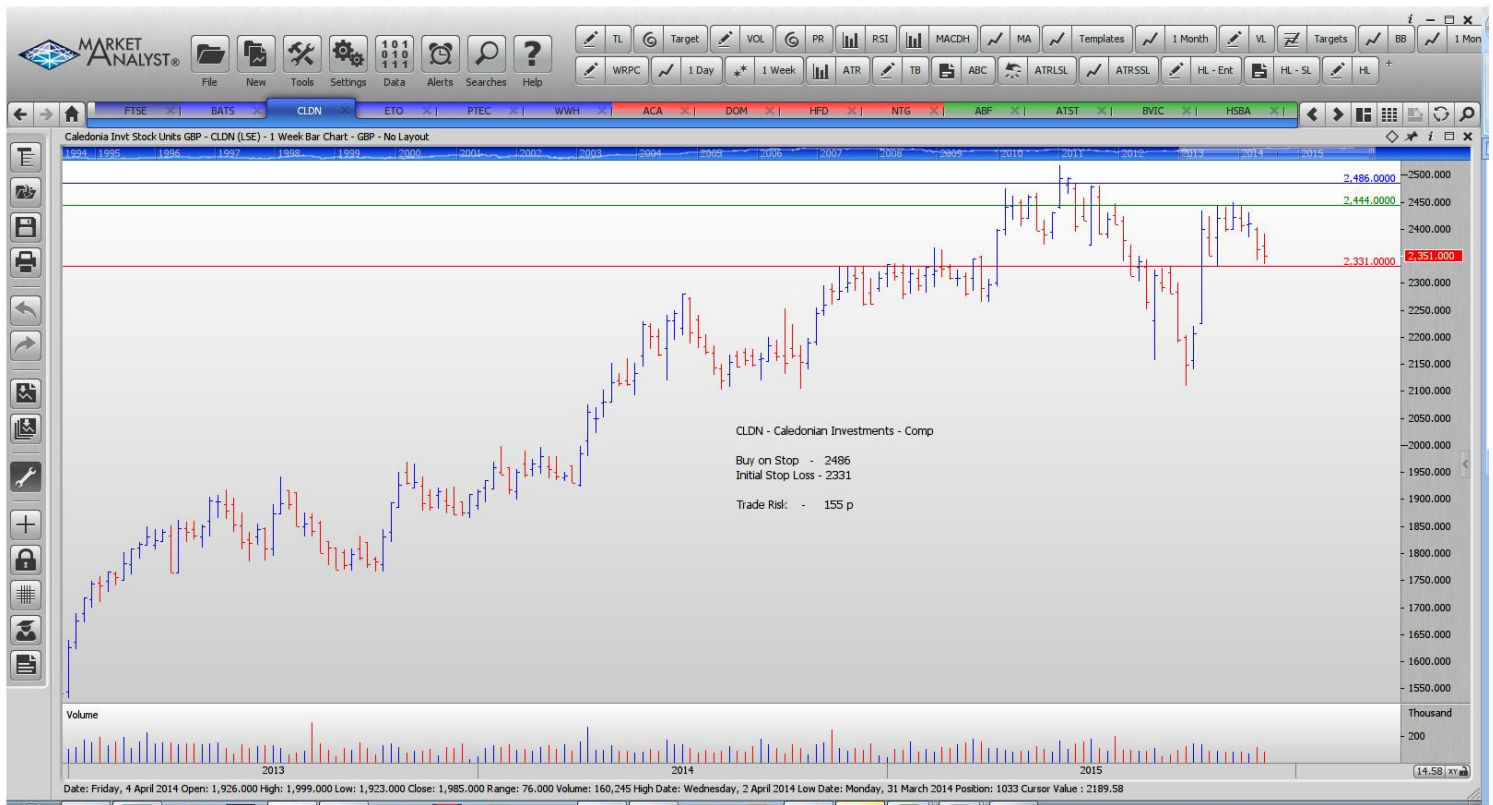 MARKET
ANALYST®
File New Tools Settings Data Alerts Searches Help
101
010
111
TL Target VOL PR RSI MACDH MA Templates 1 Month VL Targets BB 1 Mon
WRPC 1 Day 1 Week ATR TB ABC ATRLSL ATRSSL HL - Ent HL - SL HL
FTSE BATS CLDN ETO PTEC WWH ACA DOM HFD NTG ABF ATST BVIC HSBA
Caledonia Invt Stock Units GBP - CLDN (LSE) - 1 Week Bar Chart - GBP - No Layout
1994 1995 1996 1997 1998 1999 2000 2001 2002 2003 2004 2005 2006 2007 2008 2009 2010 2011 2012 2013 2014 2015
2,486.0000
2,444.0000
2,331.0000
2500.000
2450.000
2400.000
2,351.000
2300.000
2250.000
2200.000
2150.000
2100.000
2050.000
2000.000
1950.000
1900.000
1850.000
1800.000
1750.000
1700.000
1650.000
1600.000
1550.000
CLDN - Caledonian Investments - Comp
Buy on Stop - 2486
Initial Stop Loss - 2331
Trade Risk - 155 p
Volume
Thousand
200
2013 2014 2015
14.58 XY
Date: Friday, 4 April 2014 Open: 1,926.000 High: 1,999.000 Low: 1,923.000 Close: 1,985.000 Range: 76.000 Volume: 160,245 High Date: Wednesday, 2 April 2014 Low Date: Monday, 31 March 2014 Position: 1033 Cursor Value : 2189.58